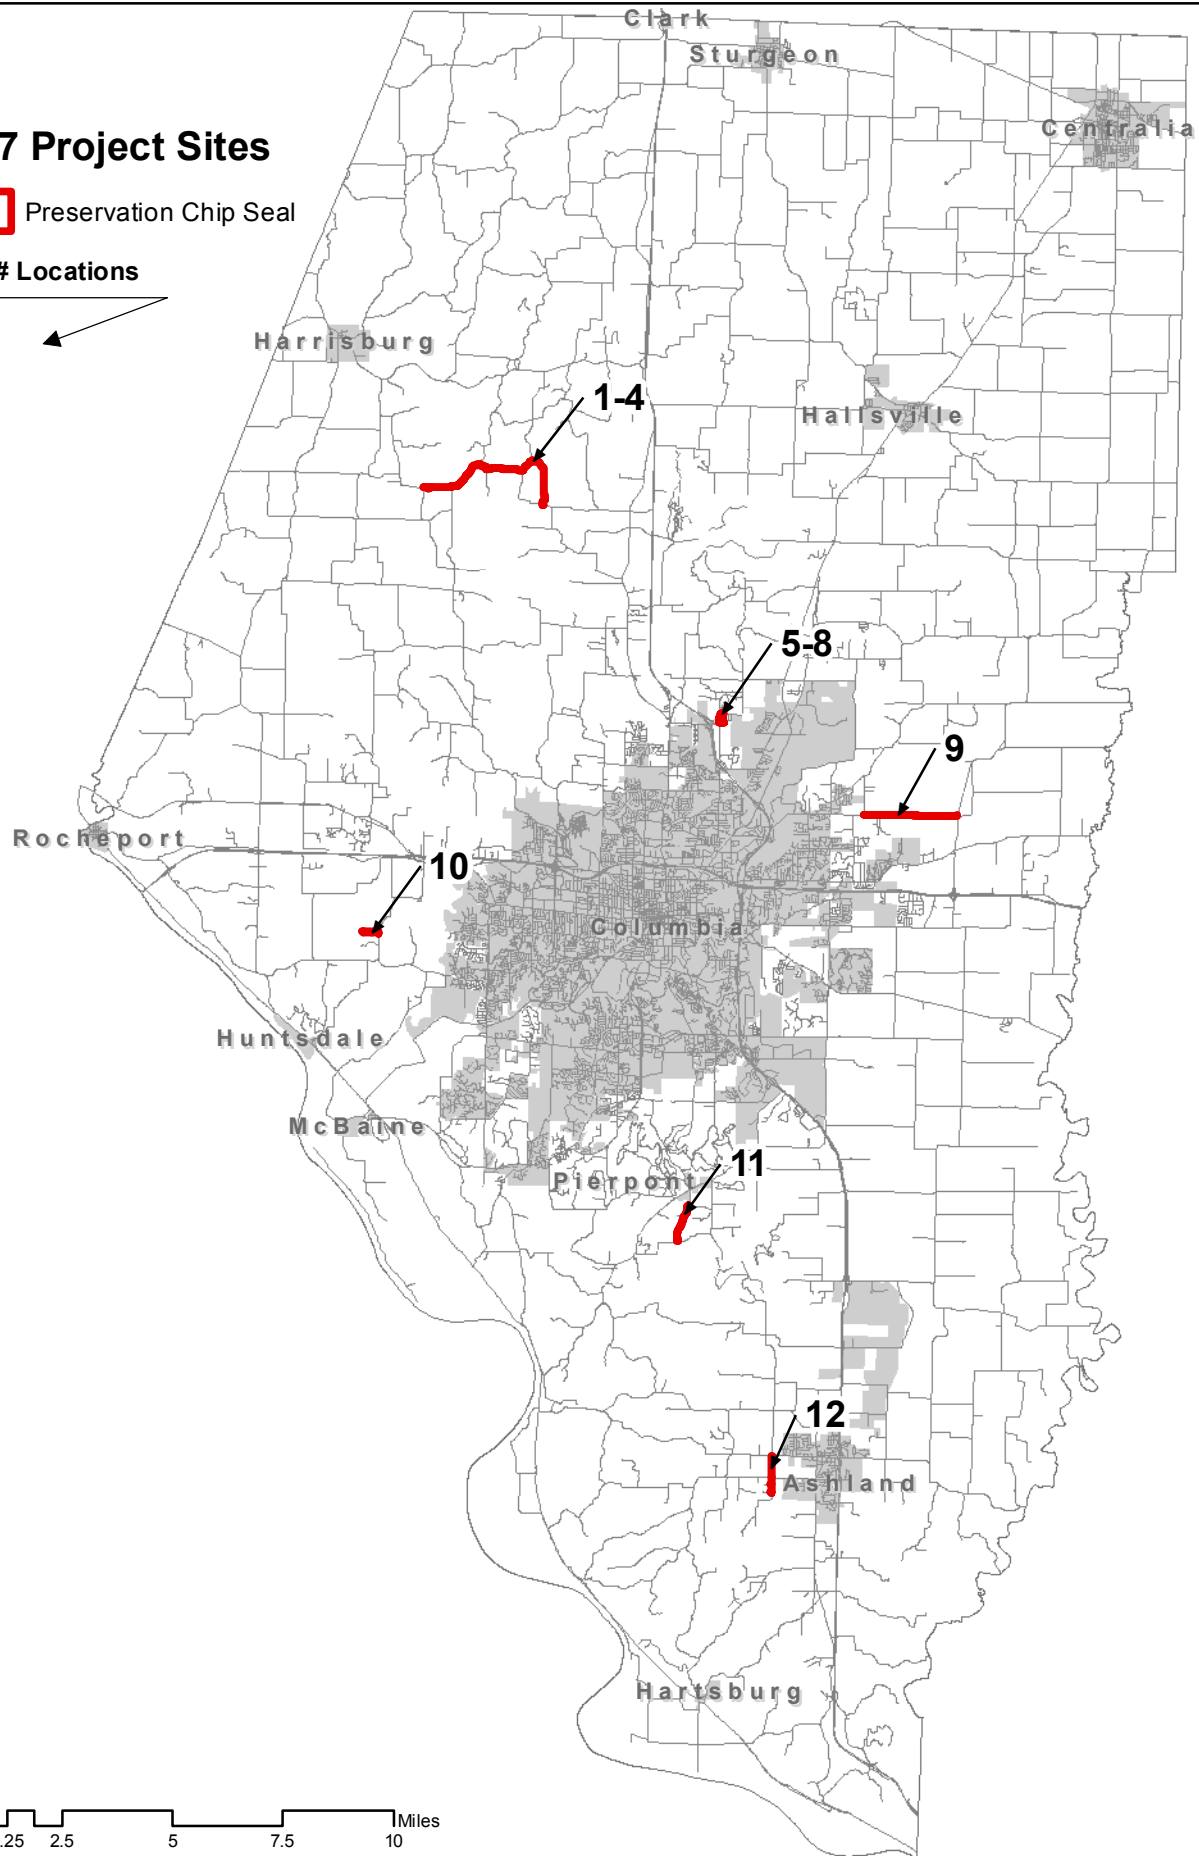 Clark
Sturgeon
Centralia
7 Project Sites
Preservation Chip Seal
# Locations
Harrisburg
1-4
Hallsville
5-8
9
Rocheport
10
Columbia
Huntsdale
McBaine
11
Pierpont
12
Ashland
Hartsburg
Miles
.25 2.5 5 7.5 10